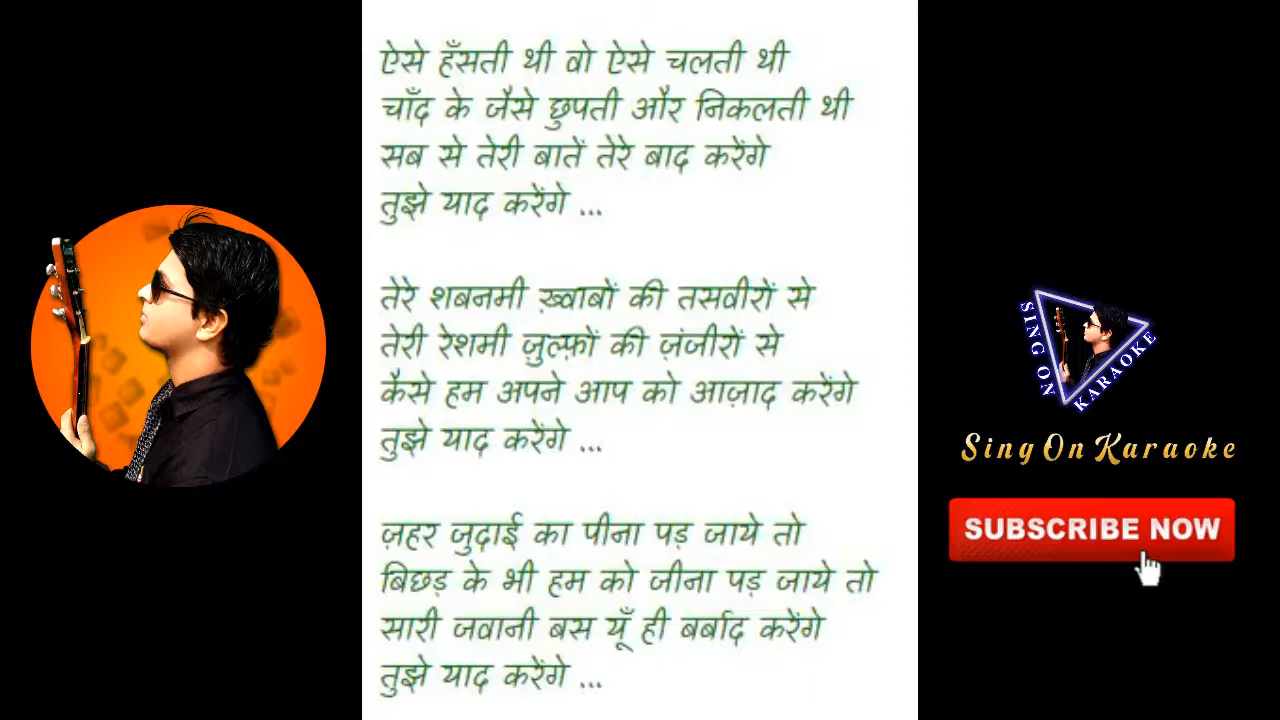 ऐसे हँसती थी वो ऐसे चलती थी
चाँद के जैसे छुपती और निकलती थी
सब से तेरी बातें तेरे बाद करेंगे
तुझे याद करेंगे ...
तेरे शबनमी ख़्वाबों की तसवीरों से
तेरी रेशमी ज़ुल्फ़ों की ज़ंजीरों से
कैसे हम अपने आप को आज़ाद करेंगे
तुझे याद करेंगे ...
ज़हर जुदाई का पीना पड़ जाये तो
बिछड़ के भी हम को जीना पड़ जाये तो
सारी जवानी बस यूँ ही बर्बाद करेंगे
तुझे याद करेंगे ...
SING ON
KARAOKE
Sing On Karaoke
SUBSCRIBE NOW